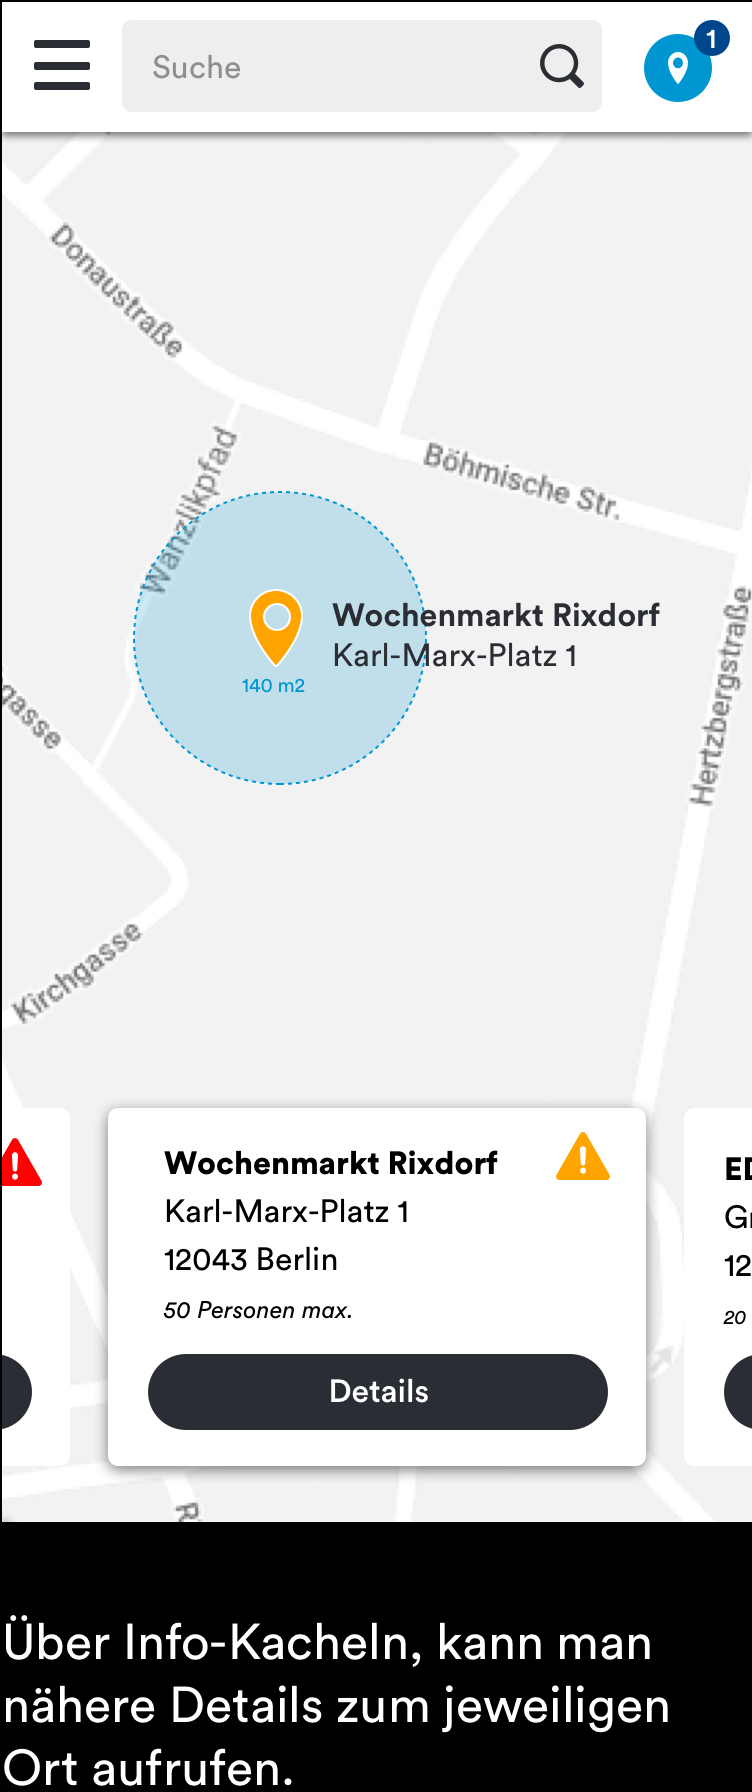 Suche
1
Donaustraße
Wanzlikpfad
Böhmische Str.
Wochenmarkt Rixdorf
Karl-Marx-Platz 1
140 m2
Hertzbergstraße
gasse
Kirchgasse
Wochenmarkt Rixdorf
Karl-Marx-Platz 1
12043 Berlin
50 Personen max.
Details
12
20
Über Info-Kacheln, kann man
nähere Details zum jeweiligen
Ort aufrufen.